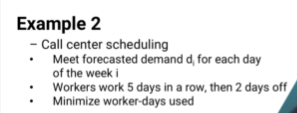 Example 2
– Call center scheduling
• Meet forecasted demand dᵢ for each day
of the week i
• Workers work 5 days in a row, then 2 days off
• Minimize worker-days used